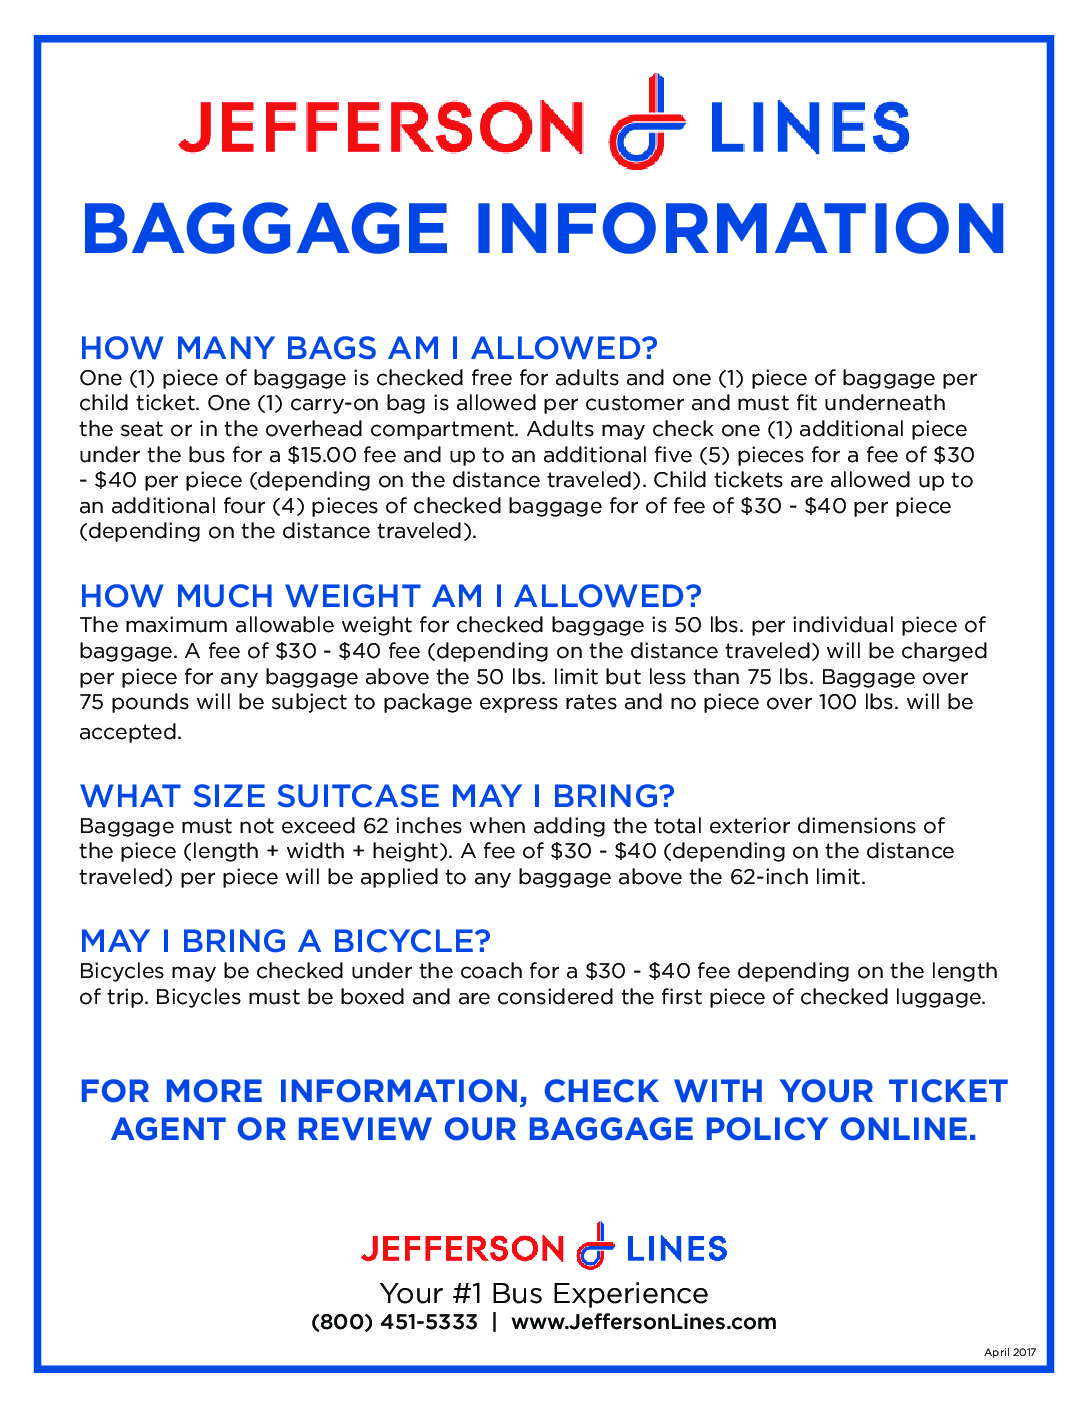 JEFFERSON LINES
BAGGAGE INFORMATION
HOW MANY BAGS AM I ALLOWED?
One (1) piece of baggage is checked free for adults and one (1) piece of baggage per
child ticket. One (1) carry-on bag is allowed per customer and must fit underneath
the seat or in the overhead compartment. Adults may check one (1) additional piece
under the bus for a $15.00 fee and up to an additional five (5) pieces for a fee of $30
- $40 per piece (depending on the distance traveled). Child tickets are allowed up to
an additional four (4) pieces of checked baggage for of fee of $30 - $40 per piece
(depending on the distance traveled).
HOW MUCH WEIGHT AM I ALLOWED?
The maximum allowable weight for checked baggage is 50 lbs. per individual piece of
baggage. A fee of $30 - $40 fee (depending on the distance traveled) will be charged
per piece for any baggage above the 50 lbs. limit but less than 75 lbs. Baggage over
75 pounds will be subject to package express rates and no piece over 100 lbs. will be
accepted.
WHAT SIZE SUITCASE MAY I BRING?
Baggage must not exceed 62 inches when adding the total exterior dimensions of
the piece (length + width + height). A fee of $30 - $40 (depending on the distance
traveled) per piece will be applied to any baggage above the 62-inch limit.
MAY I BRING A BICYCLE?
Bicycles may be checked under the coach for a $30 - $40 fee depending on the length
of trip. Bicycles must be boxed and are considered the first piece of checked luggage.
FOR MORE INFORMATION, CHECK WITH YOUR TICKET
AGENT OR REVIEW OUR BAGGAGE POLICY ONLINE.
JEFFERSON LINES
Your #1 Bus Experience
(800) 451-5333 | www.JeffersonLines.com
April 2017